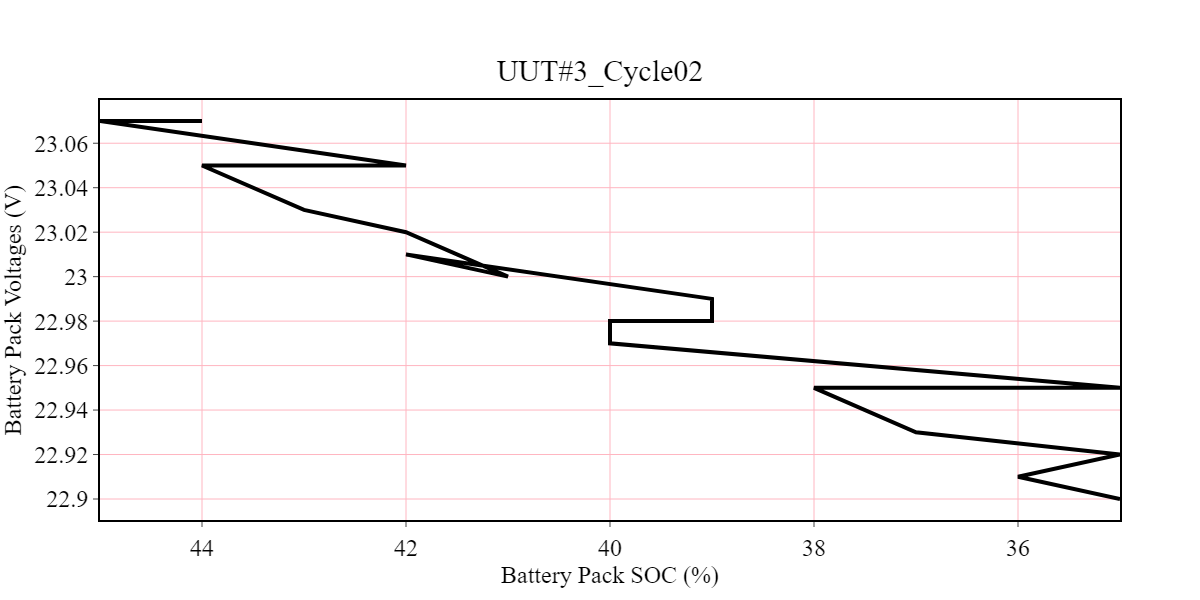 UUT#3_Cycle02
Battery Pack Voltages (V)
23.06
23.04
23.02
23
22.98
22.96
22.94
22.92
22.9
44 42 40 38 36
Battery Pack SOC (%)